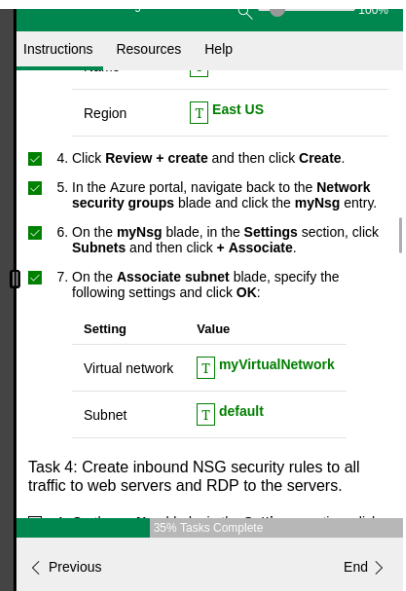 100%
Instructions Resources Help
Name
Region T East US
4. Click Review + create and then click Create.
5. In the Azure portal, navigate back to the Network
security groups blade and click the myNsg entry.
6. On the myNsg blade, in the Settings section, click
Subnets and then click + Associate.
7. On the Associate subnet blade, specify the
following settings and click OK:
Setting Value
Virtual network T myVirtualNetwork
Subnet T default
Task 4: Create inbound NSG security rules to all
traffic to web servers and RDP to the servers.
35% Tasks Complete
Previous End